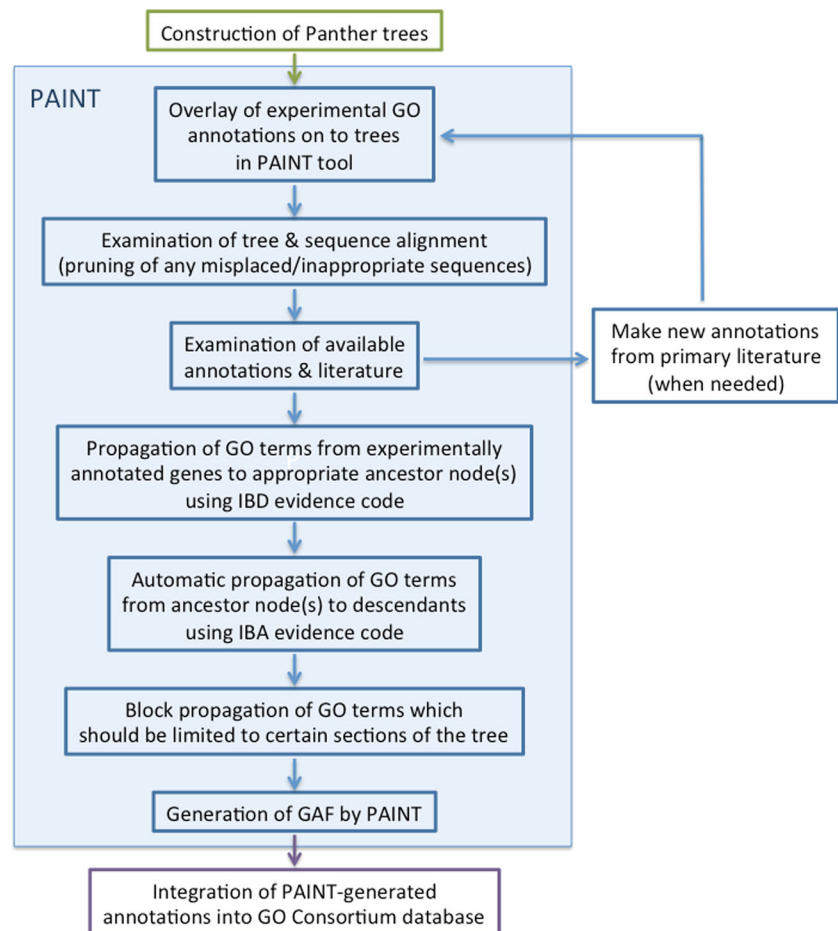 Construction of Panther trees
PAINT
Overlay of experimental GO
annotations on to trees
in PAINT tool
Examination of tree & sequence alignment
(pruning of any misplaced/inappropriate sequences)
Examination of available
annotations & literature
Make new annotations
from primary literature
(when needed)
Propagation of GO terms from experimentally
annotated genes to appropriate ancestor node(s)
using IBD evidence code
Automatic propagation of GO terms
from ancestor node(s) to descendants
using IBA evidence code
Block propagation of GO terms which
should be limited to certain sections of the tree
Generation of GAF by PAINT
Integration of PAINT-generated
annotations into GO Consortium database